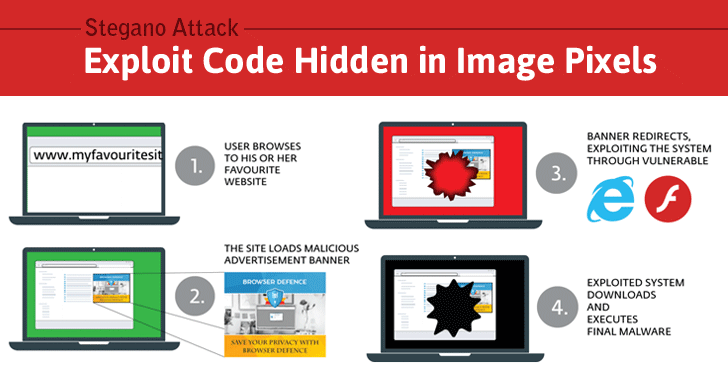 Stegano Attack
Exploit Code Hidden in Image Pixels
www.myfavouritesit
1.
USER BROWSES
TO HIS OR HER
FAVOURITE
WEBSITE
2.
THE SITE LOADS MALICIOUS
ADVERTISEMENT BANNER
BROWSER DEFENCE
SAVE YOUR PRIVACY WITH
BROWSER DEFENCE
3.
BANNER REDIRECTS,
EXPLOITING THE SYSTEM
THROUGH VULNERABLE
4.
EXPLOITED SYSTEM
DOWNLOADS
AND
EXECUTES
FINAL MALWARE